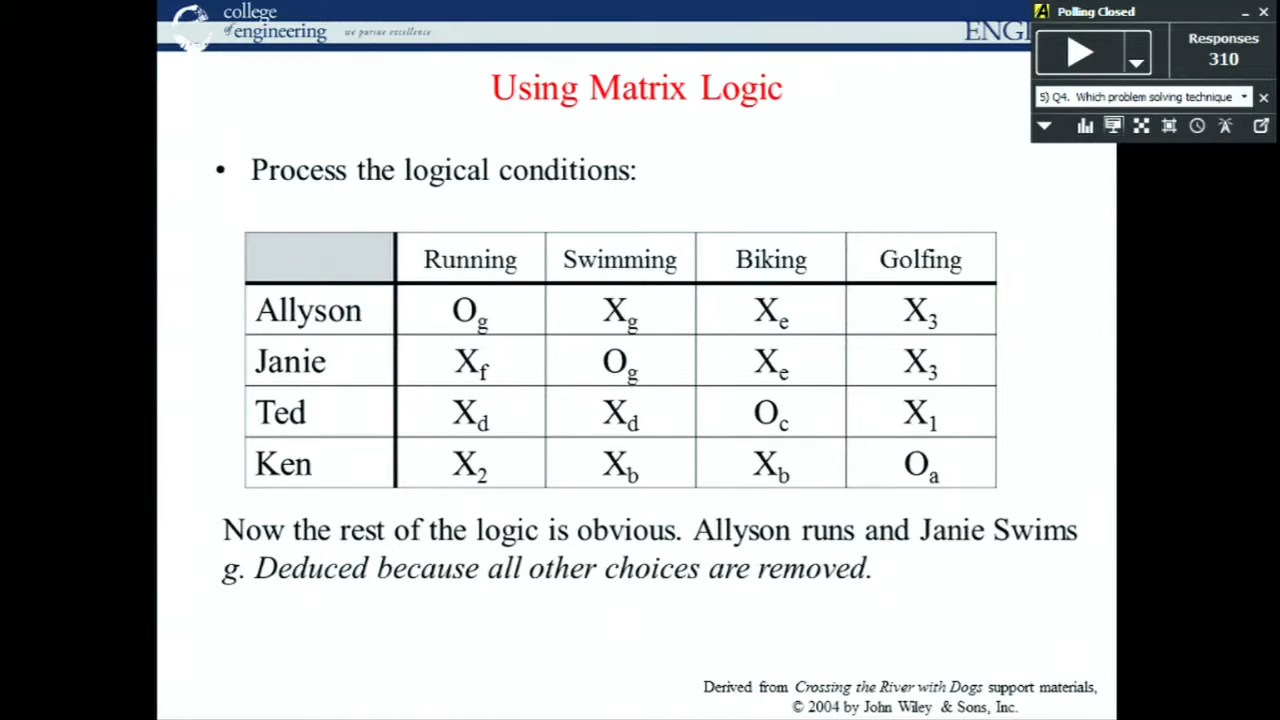 college
of engineering we pursue excellence
ENGI
Polling Closed
Responses
310
5) Q4. Which problem solving technique
Using Matrix Logic
• Process the logical conditions:
Running Swimming Biking Golfing
Allyson Og Xg Xe X3
Janie Xf Og Xe X3
Ted Xd Xd Oc X1
Ken X2 Xb Xb Oa
Now the rest of the logic is obvious. Allyson runs and Janie Swims
g. Deduced because all other choices are removed.
Derived from Crossing the River with Dogs support materials,
© 2004 by John Wiley & Sons, Inc.